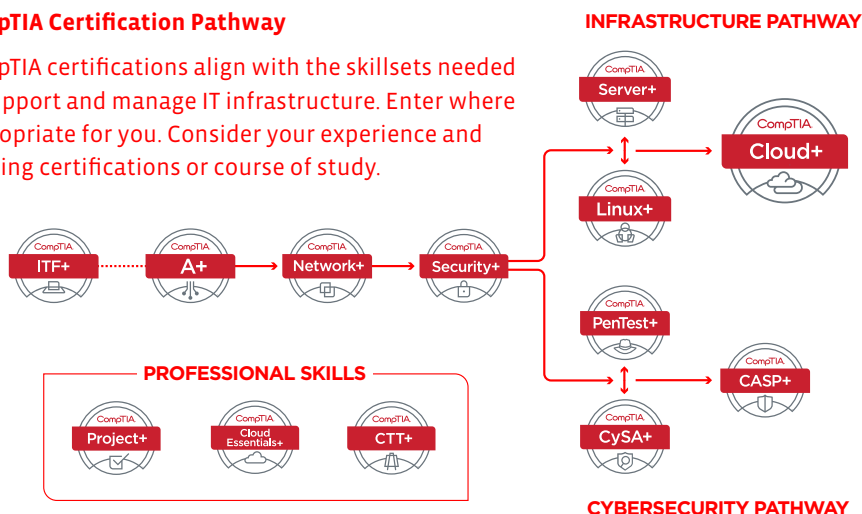 pTIA Certification Pathway
pTIA certifications align with the skillsets needed
pport and manage IT infrastructure. Enter where
opriate for you. Consider your experience and
ing certifications or course of study.
INFRASTRUCTURE PATHWAY
CompTIA
Server+
CompTIA
Cloud+
CompTIA
Linux+
CompTIA
ITF+
CompTIA
A+
CompTIA
Network+
CompTIA
Security+
CompTIA
PenTest+
CompTIA
CASP+
CompTIA
CySA+
PROFESSIONAL SKILLS
CompTIA
Project+
CompTIA
Cloud
Essentials+
CompTIA
CTT+
CYBERSECURITY PATHWAY